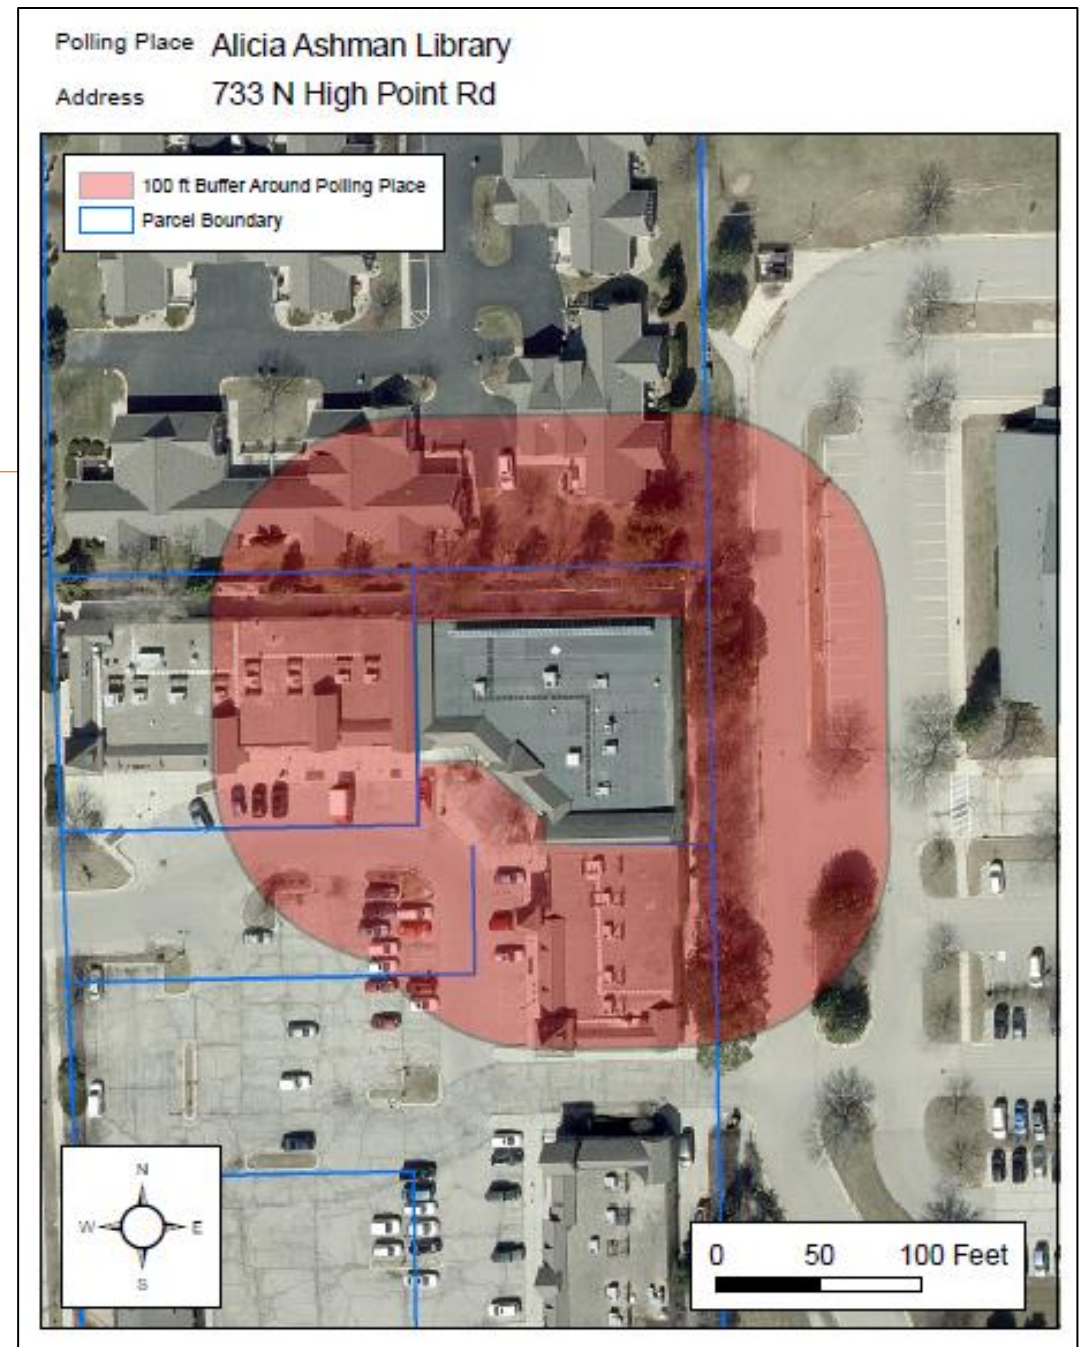 Polling Place Alicia Ashman Library
Address 733 N High Point Rd
100 ft Buffer Around Polling Place
Parcel Boundary
N
W E
S
0 50 100 Feet